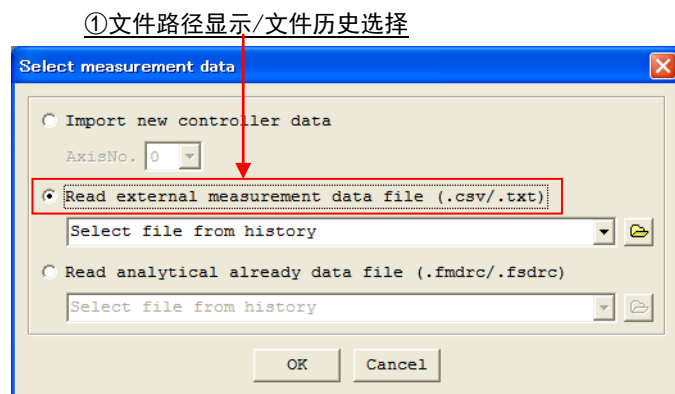 ①文件路径显示/文件历史选择
Select measurement data
Import new controller data
AxisNo. 0
Read external measurement data file (.csv/.txt)
Select file from history
Read analytical already data file (.fmdrc/.fsdrc)
Select file from history
OK Cancel